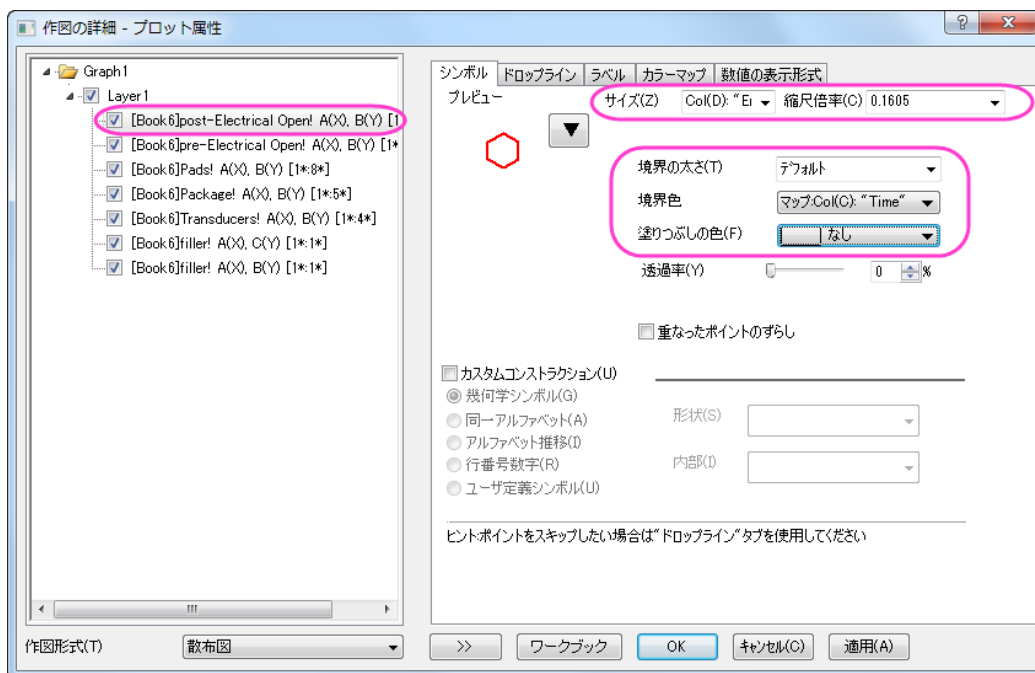 作図の詳細 - プロット属性
Graph1
Layer1
[Book6]post-Electrical Open! A(X), B(Y) [1
[Book6]pre-Electrical Open! A(X), B(Y) [1*
[Book6]Pads! A(X), B(Y) [1*:8*]
[Book6]Package! A(X), B(Y) [1*:5*]
[Book6]Transducers! A(X), B(Y) [1*:4*]
[Book6]filler! A(X), C(Y) [1*:1*]
[Book6]filler! A(X), B(Y) [1*:1*]
作図形式(T) 散布図
シンボル ドロップライン ラベル カラーマップ 数値の表示形式
プレビュー サイズ(Z) Col(D): "Ei 縮尺倍率(C) 0.1605
境界の太さ(T) デフォルト
境界色 マップ:Col(C): "Time"
塗りつぶしの色(F) なし
透過率(Y) 0 %
重なったポイントのずらし
カスタムコンストラクション(U)
幾何学シンボル(G)
同一アルファベット(A)
アルファベット推移(I)
行番号数字(R)
ユーザ定義シンボル(U)
形状(S)
内部(I)
ヒント:ポイントをスキップしたい場合は"ドロップライン"タブを使用してください
>> ワークブック OK キャンセル(C) 適用(A)